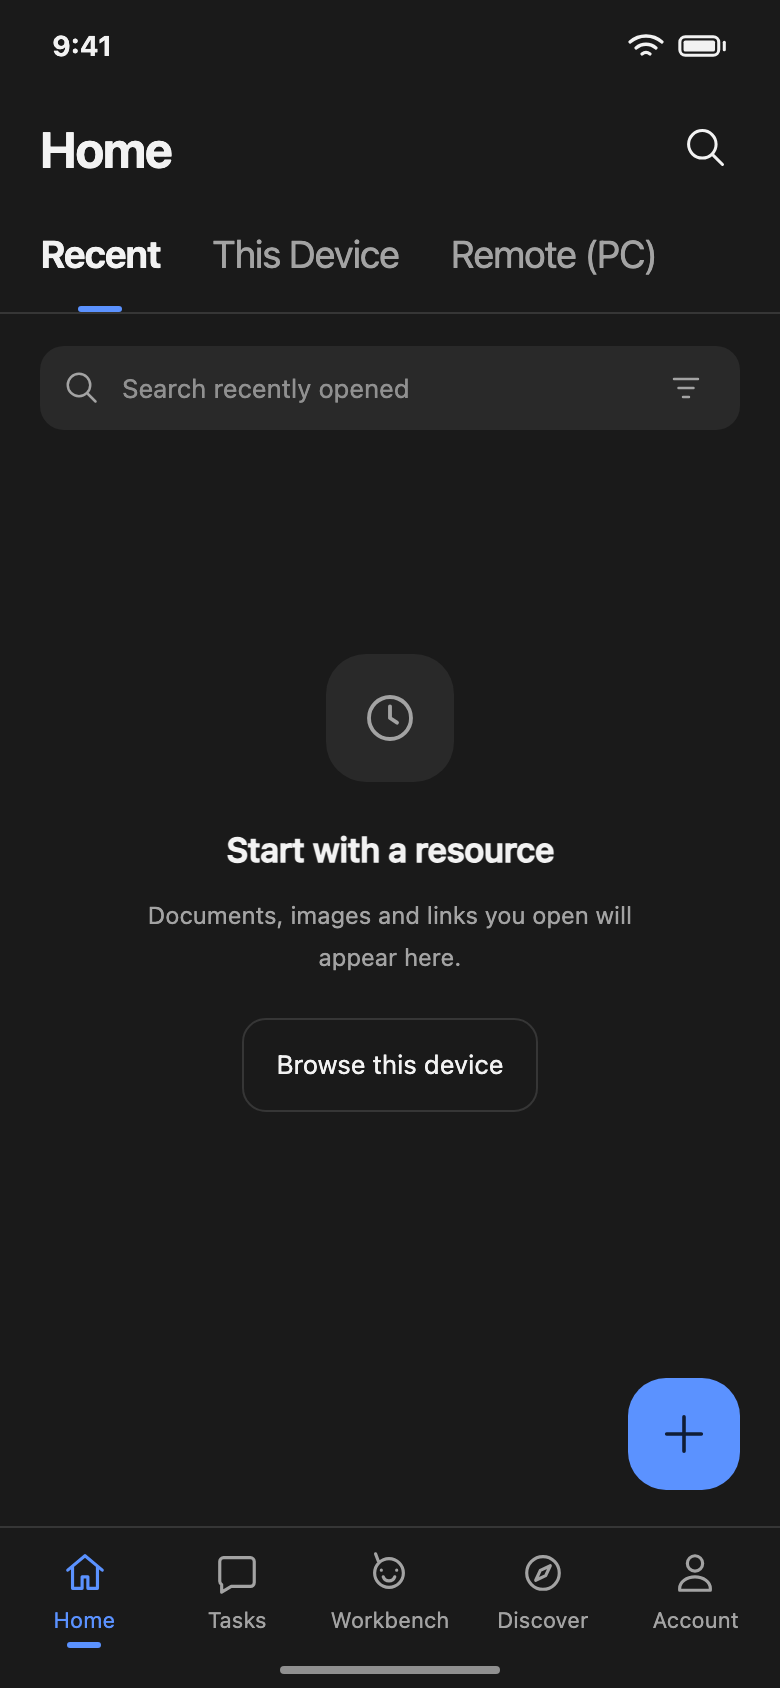 9:41
Home
Recent
This Device
Remote (PC)
Search recently opened
Start with a resource
Documents, images and links you open will
appear here.
Browse this device
Home
Tasks
Workbench
Discover
Account